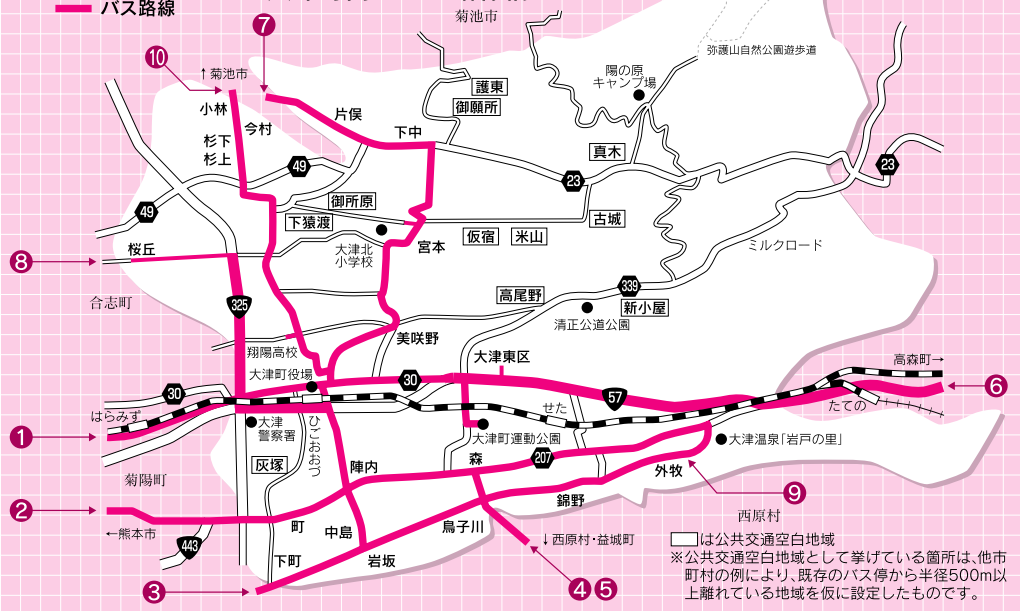 バス路線
菊池市
⑦
弥護山自然公園遊歩道
⑩
↑菊池市
陽の原
キャンプ場
護東
御願所
小林
今村
片俣
下中
杉下
杉上
真木
49
23
23
御所原
49
下猿渡
古城
仮宿
米山
大津北
小学校
宮本
桜丘
ミルクロード
⑧
合志町
325
339
高尾野
新小屋
清正公道公園
美咲野
翔陽高校
大津東区
高森町→
大津町役場
30
30
57
⑥
はらみず
せた
たての
①
大津
警察署
ひごおおづ
大津町運動公園
大津温泉「岩戸の里」
菊陽町
灰塚
陣内
森
207
外牧
⑨
②
錦野
西原村
←熊本市
町
中島
鳥子川
443
下町
岩坂
↓西原村・益城町
③
④⑤
は公共交通空白地域
※公共交通空白地域として挙げている箇所は、他市
町村の例により、既存のバス停から半径500m以
上離れている地域を仮に設定したものです。